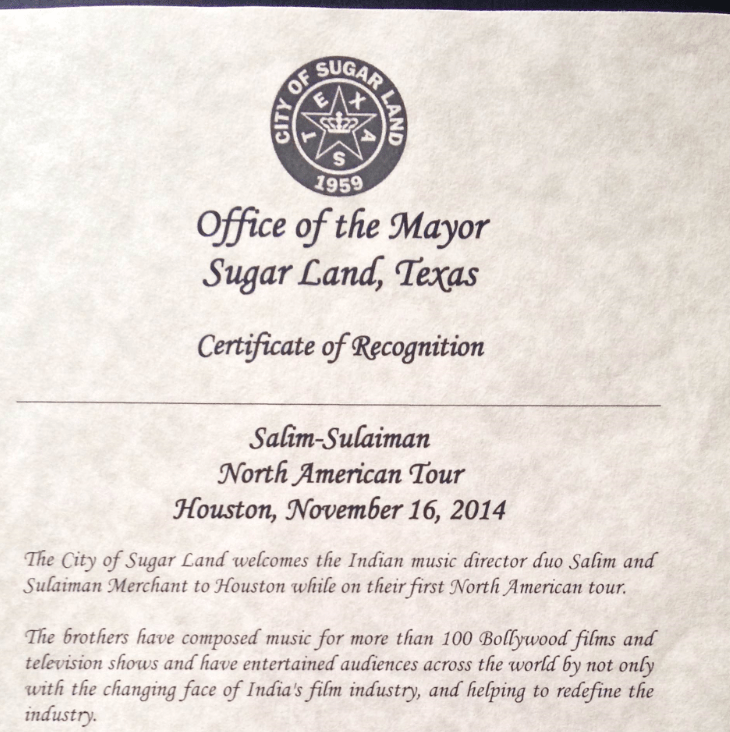 CITY OF SUGAR LAND
TEXAS
1959
Office of the Mayor
Sugar Land, Texas
Certificate of Recognition
Salim-Sulaiman
North American Tour
Houston, November 16, 2014
The City of Sugar Land welcomes the Indian music director duo Salim and
Sulaiman Merchant to Houston while on their first North American tour.
The brothers have composed music for more than 100 Bollywood films and
television shows and have entertained audiences across the world by not only
with the changing face of India's film industry, and helping to redefine the
industry.